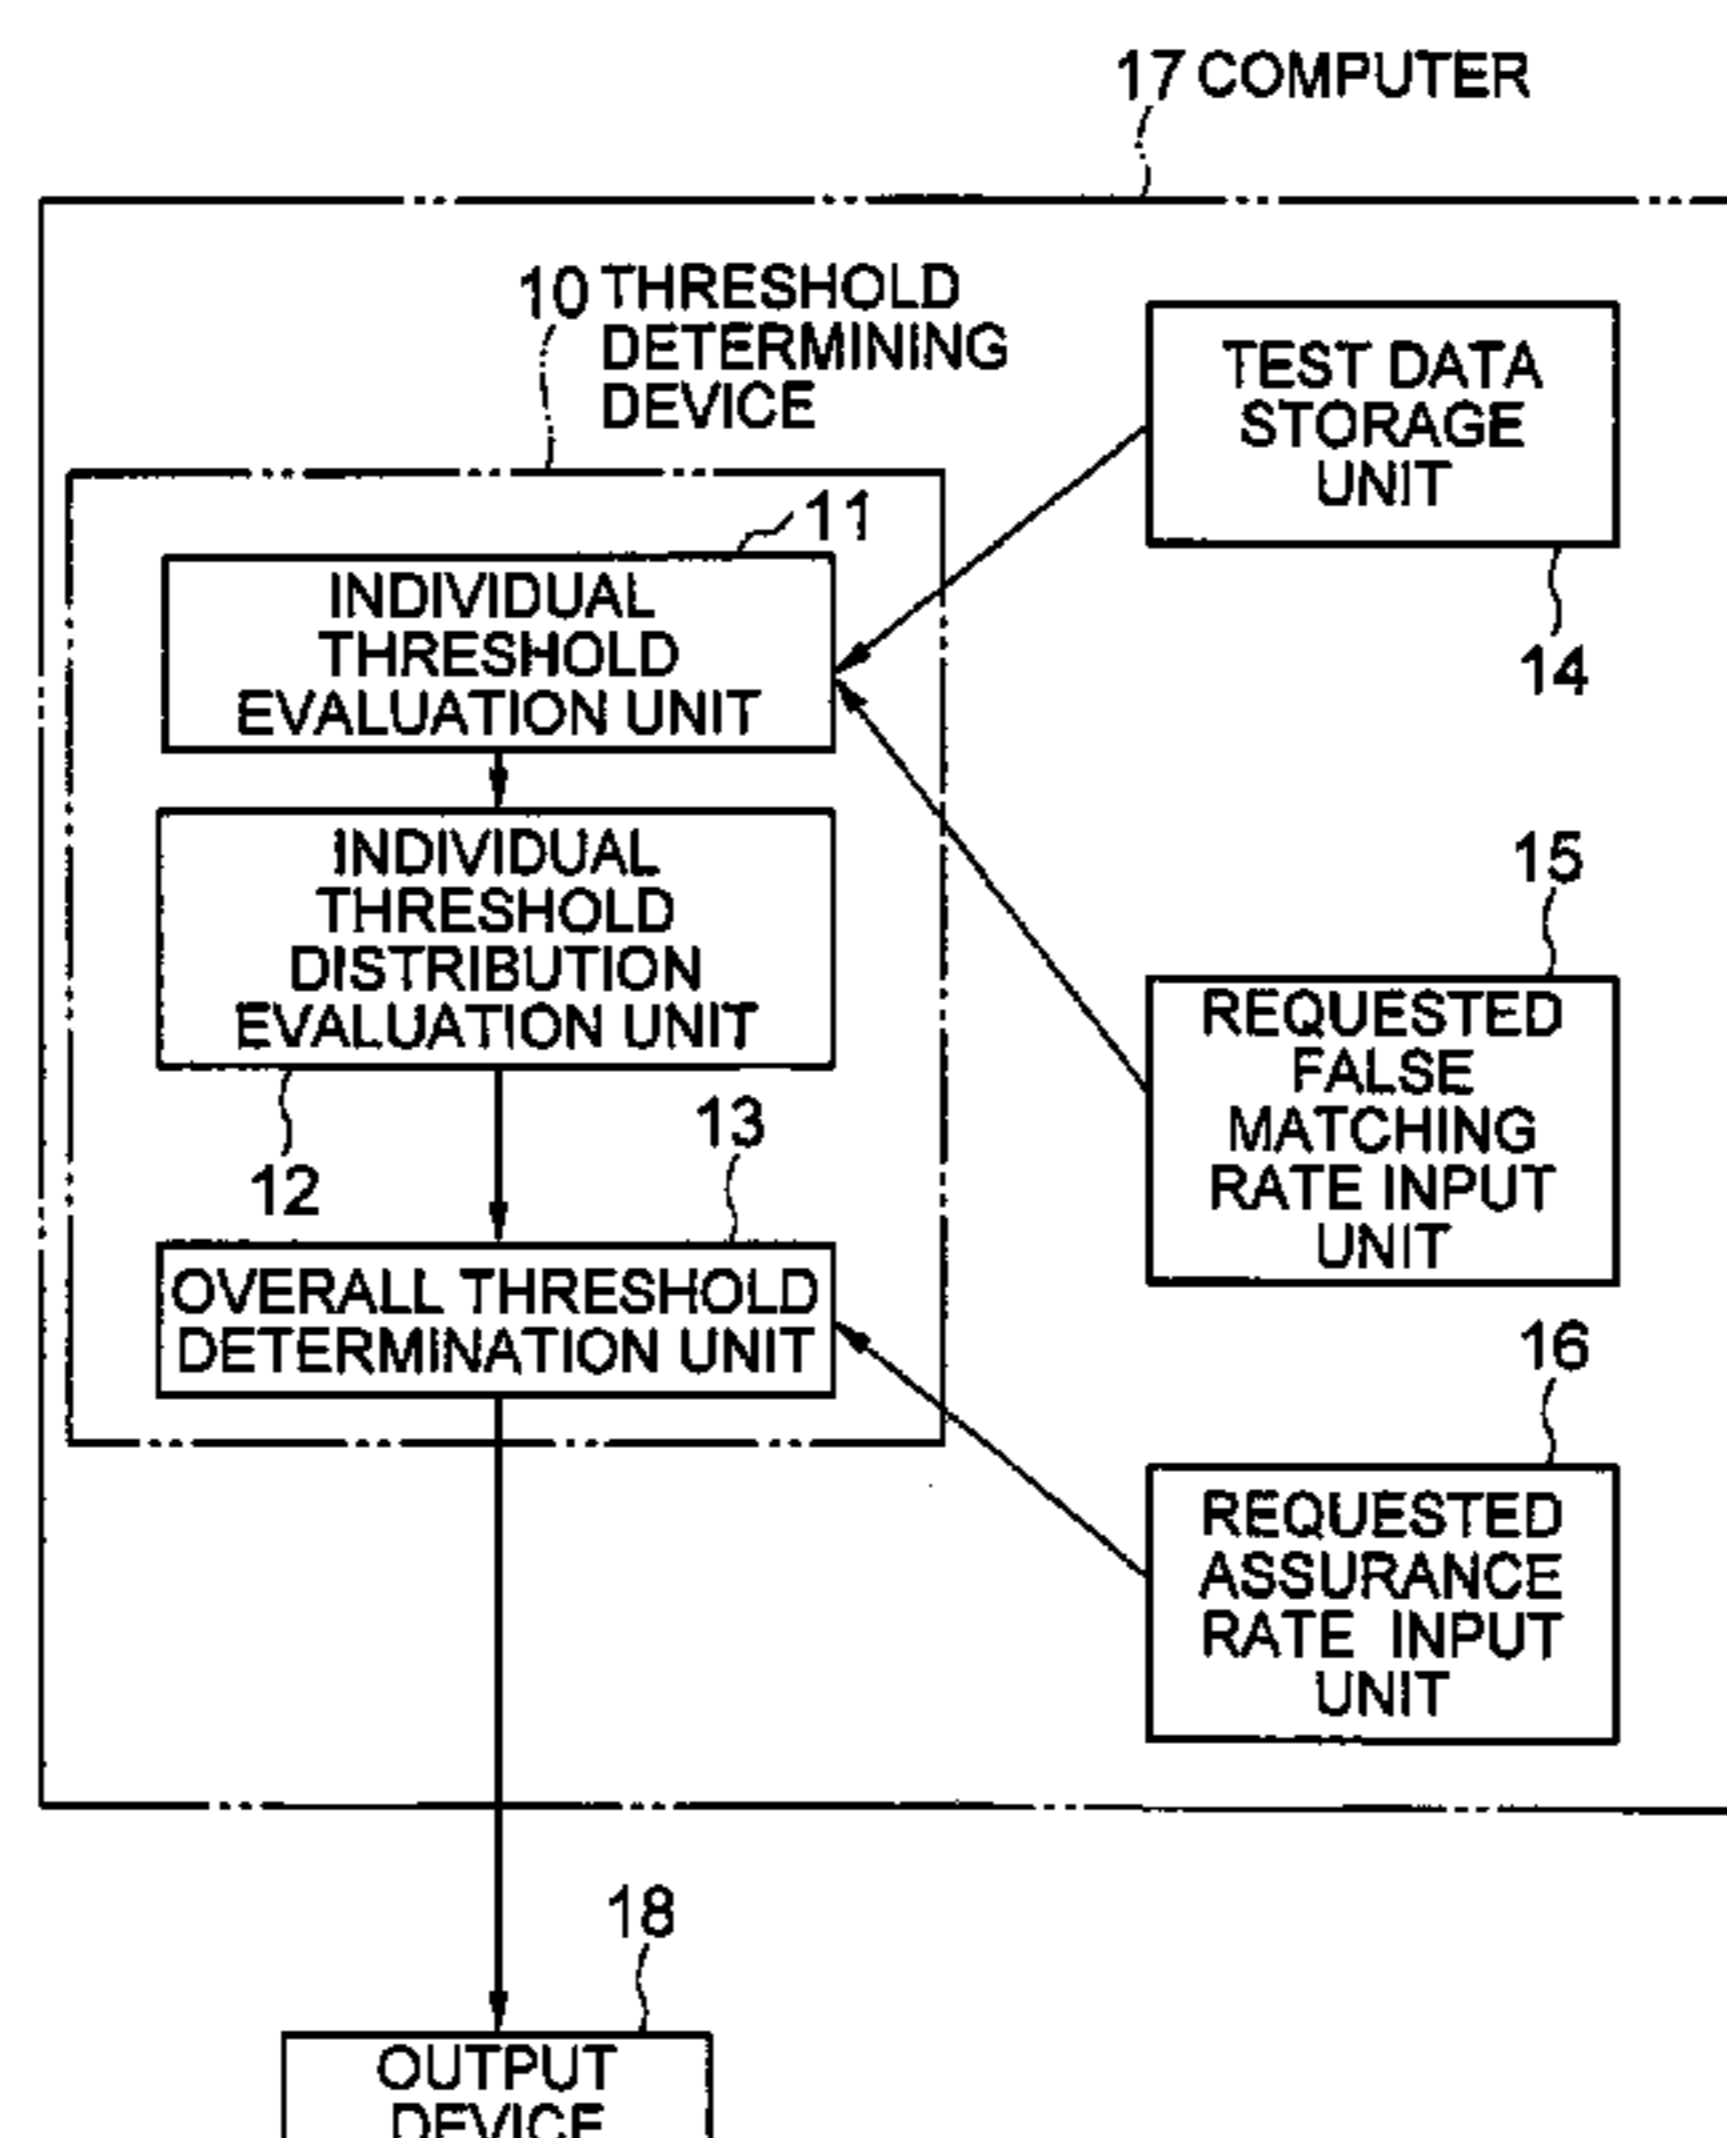 17 COMPUTER
10 THRESHOLD
DETERMINING
DEVICE
TEST DATA
STORAGE
UNIT
14
11
INDIVIDUAL
THRESHOLD
EVALUATION UNIT
INDIVIDUAL
THRESHOLD
DISTRIBUTION
EVALUATION UNIT
12
15
REQUESTED
FALSE
MATCHING
RATE INPUT
UNIT
13
OVERALL THRESHOLD
DETERMINATION UNIT
16
REQUESTED
ASSURANCE
RATE INPUT
UNIT
18
OUTPUT
DEVICE